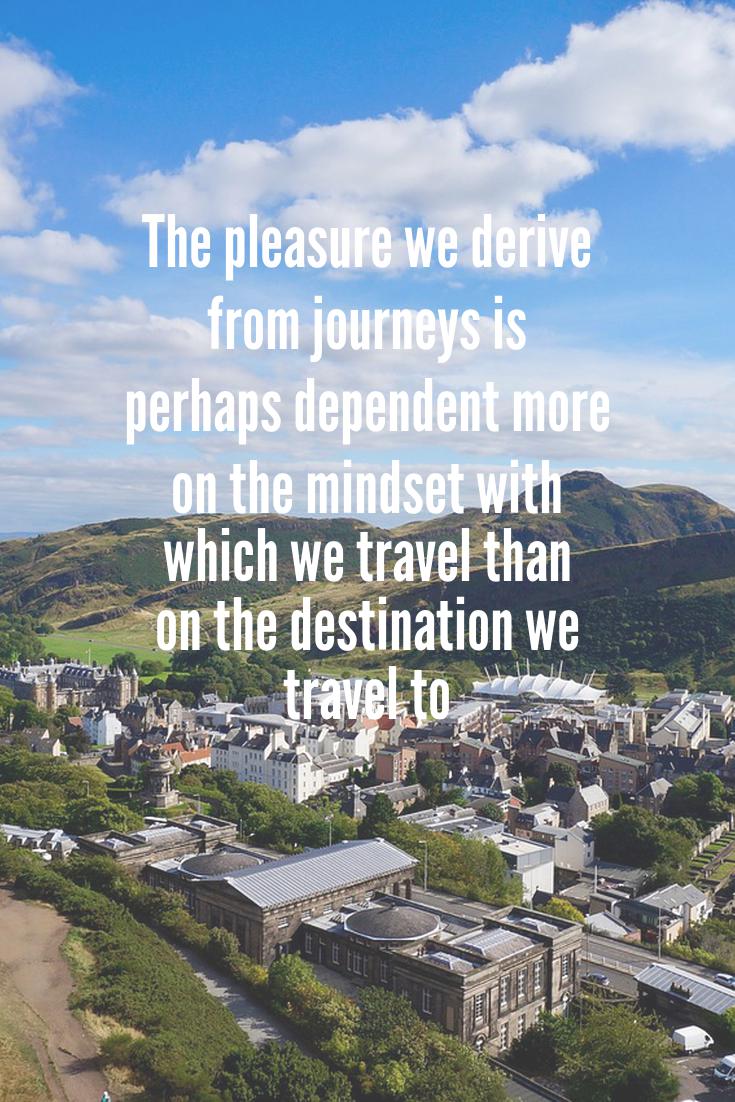 The pleasure we derive
from journeys is
perhaps dependent more
on the mindset with
which we travel than
on the destination we
travel to